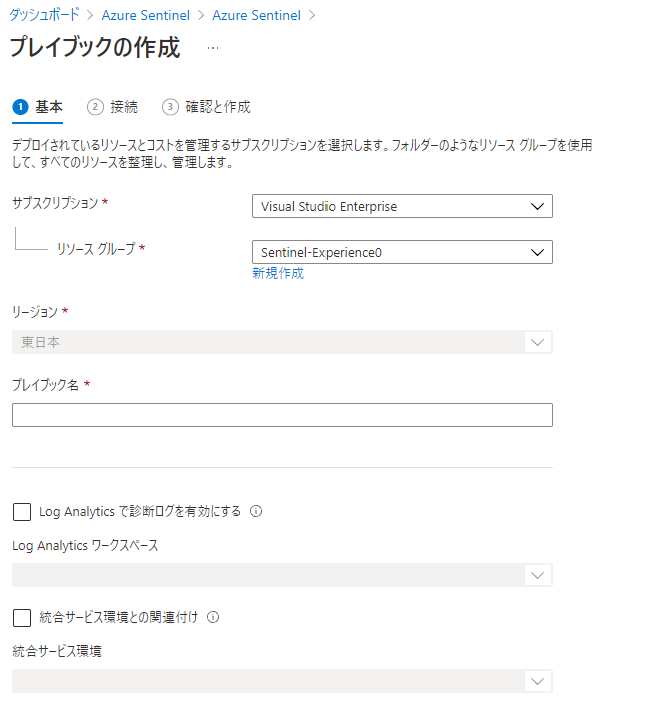 ダッシュボード > Azure Sentinel > Azure Sentinel >
プレイブックの作成 ...
1 基本 2 接続 3 確認と作成
デプロイされているリソースとコストを管理するサブスクリプションを選択します。フォルダーのようなリソース グループを使用
して、すべてのリソースを整理し、管理します。
サブスクリプション * Visual Studio Enterprise
リソース グループ * Sentinel-Experience0
新規作成
リージョン *
東日本
プレイブック名 *
Log Analytics で診断ログを有効にする
Log Analytics ワークスペース
統合サービス環境との関連付け
統合サービス環境